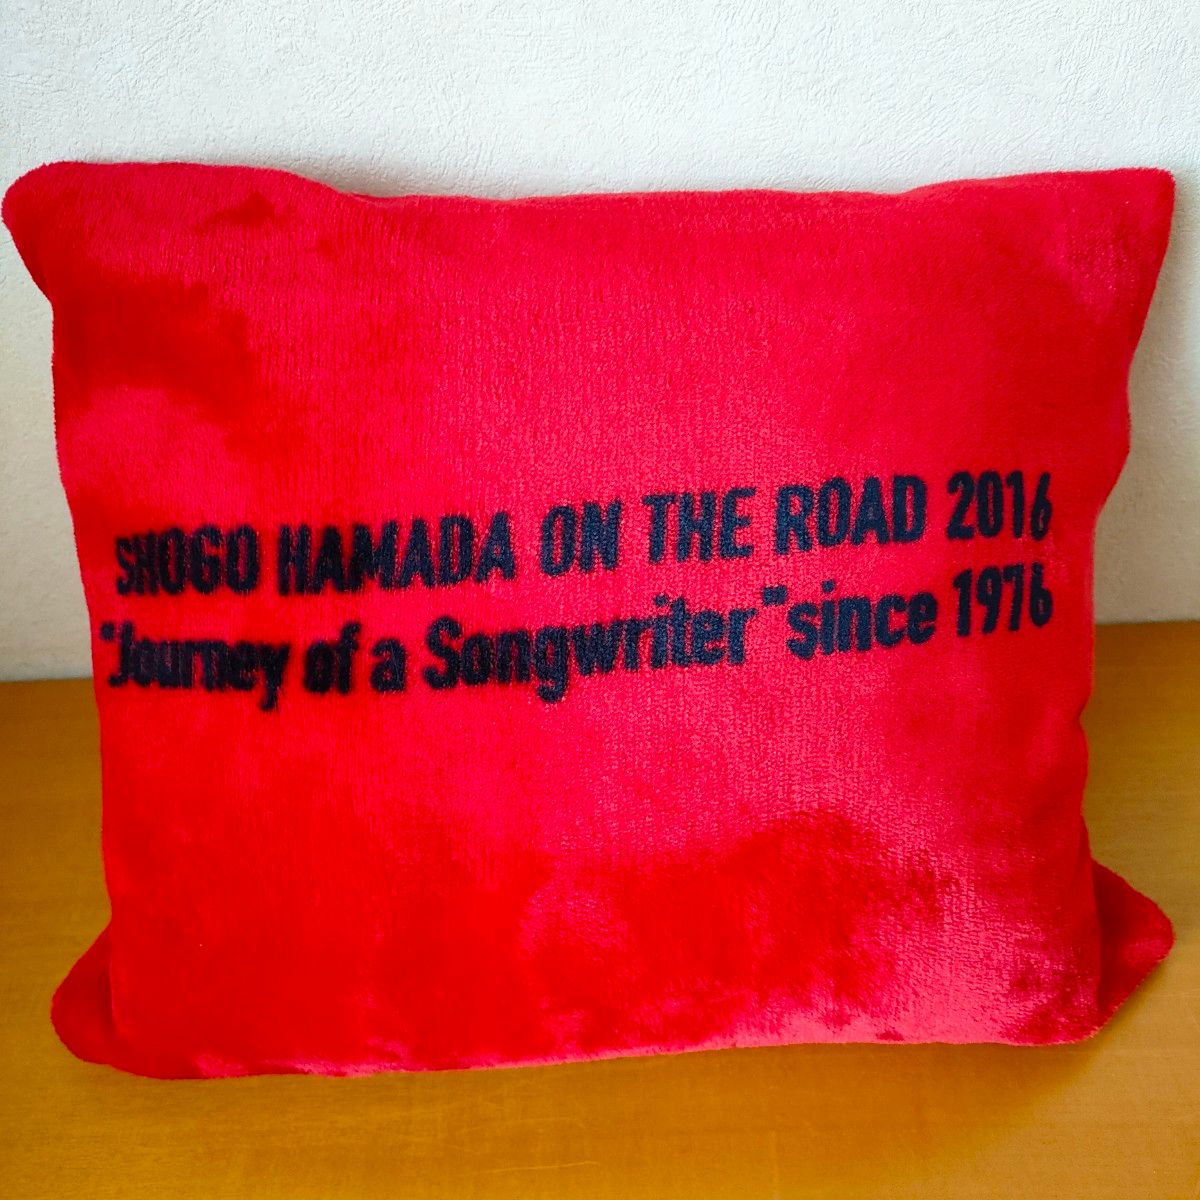 SHOGO HAMADA ON THE ROAD 2016
"Journey of a Songwriter" since 1976